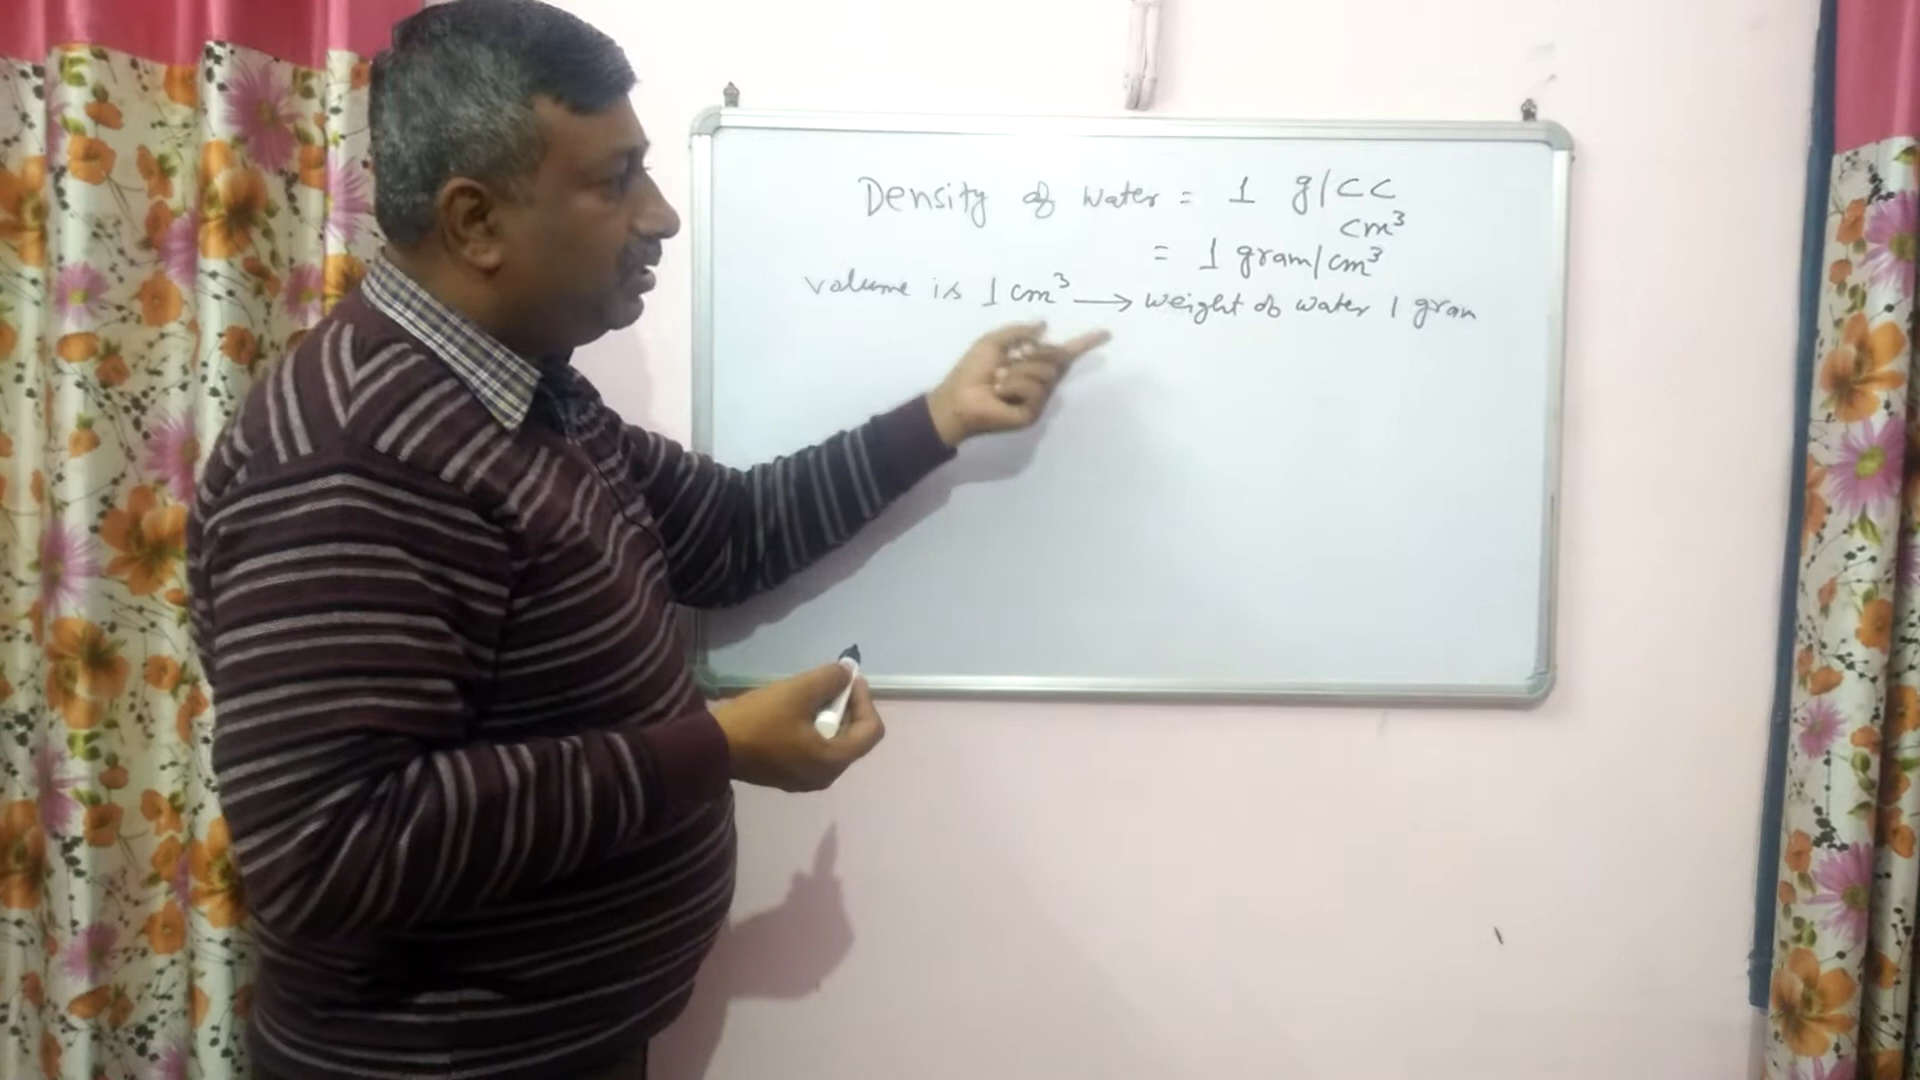 Density of water = 1 g/cc
cm³
= 1 gram/cm³
volume is 1 cm³ → weight of water 1 gram